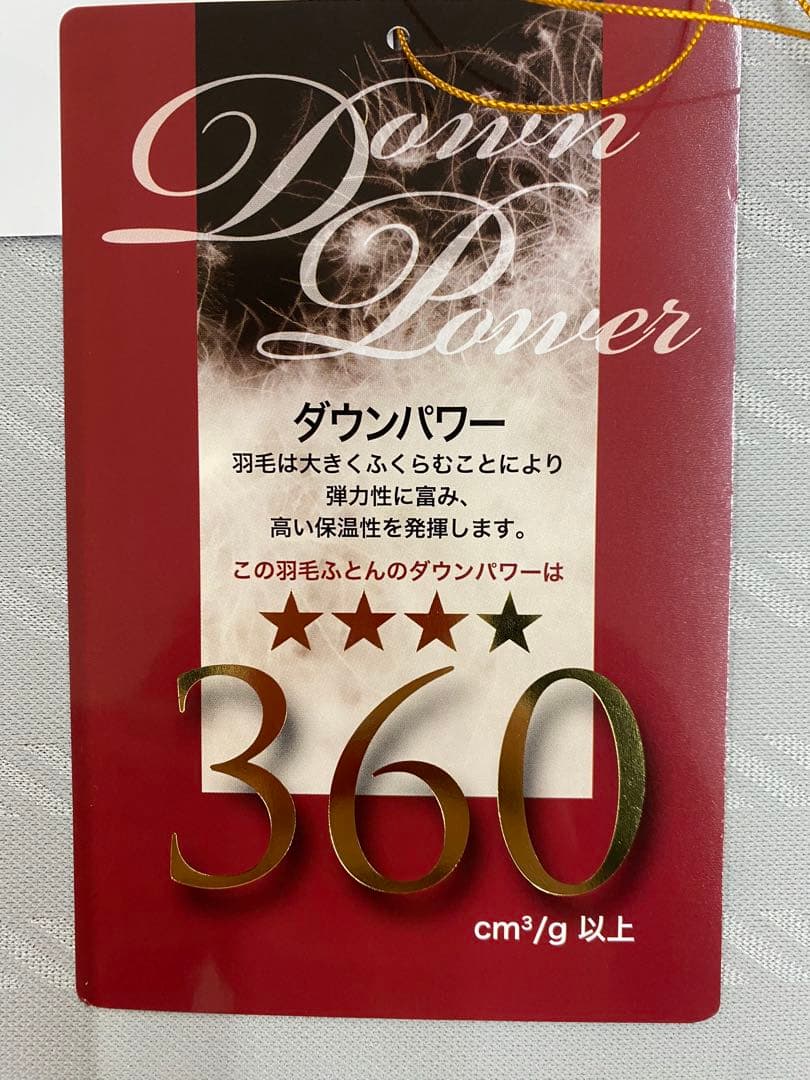 Down
Power
ダウンパワー
羽毛は大きくふくらむことにより
弾力性に富み、
高い保温性を発揮します。
この羽毛ふとんのダウンパワーは
★★★★
360
cm³/g 以上